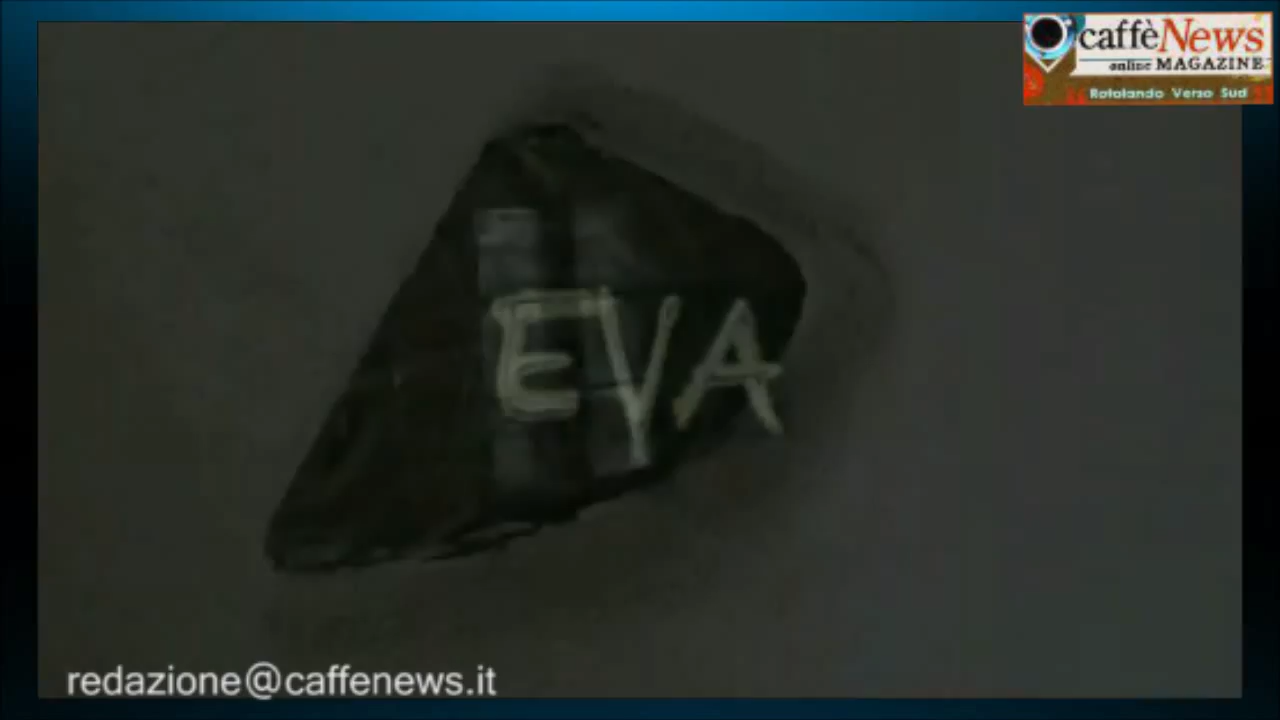 caffèNews
online MAGAZINE
Rotolando Verso Sud
EVA
redazione@caffenews.it